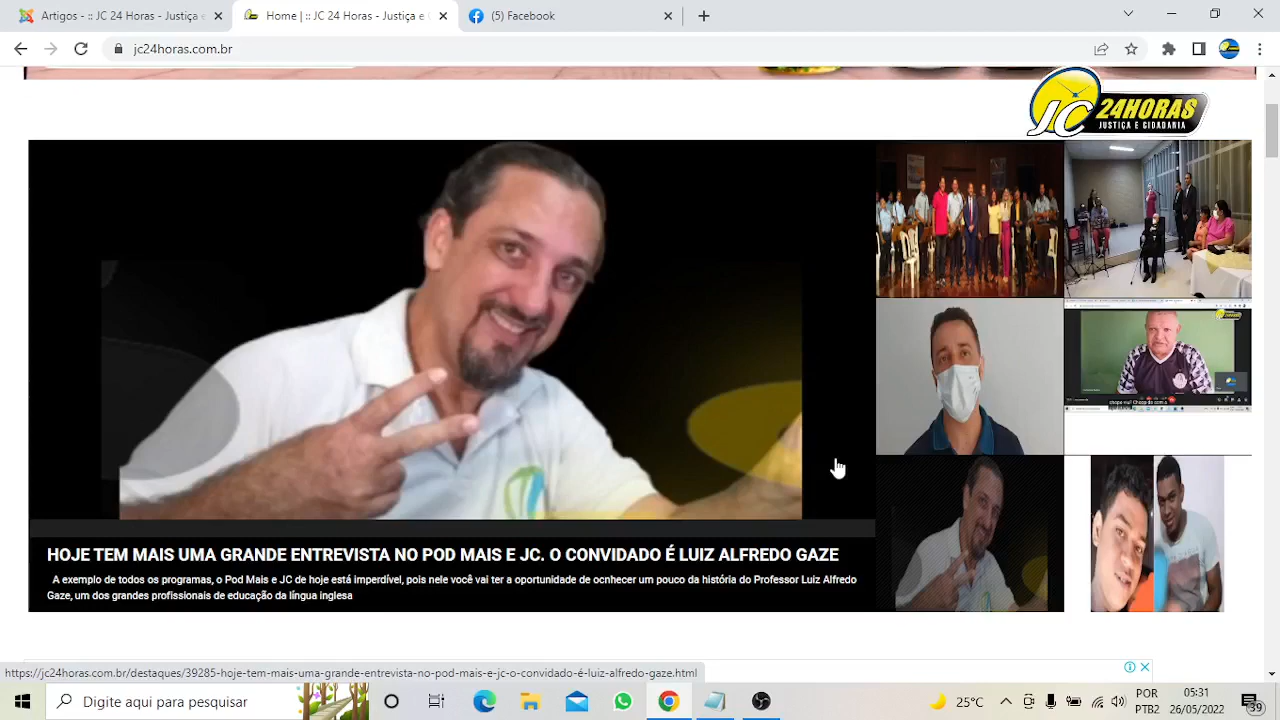 Artigos - JC 24 Horas - Justiça e
Home | :: JC 24 Horas - Justiça e C
(5) Facebook
jc24horas.com.br
JC 24HORAS
JUSTIÇA E CIDADANIA
HOJE TEM MAIS UMA GRANDE ENTREVISTA NO POD MAIS E JC. O CONVIDADO É LUIZ ALFREDO GAZE
A exemplo de todos os programas, o Pod Mais e JC de hoje está imperdível, pois nele você vai ter a oportunidade de ocnhecer um pouco da história do Professor Luiz Alfredo
Gaze, um dos grandes profissionais de educação da língua inglesa
https://jc24horas.com.br/destaques/39285-hoje-tem-mais-uma-grande-entrevista-no-pod-mais-e-jc-o-convidado-é-luiz-alfredo-gaze.html
Digite aqui para pesquisar
25°C
POR
PTB2
05:31
26/05/2022
39